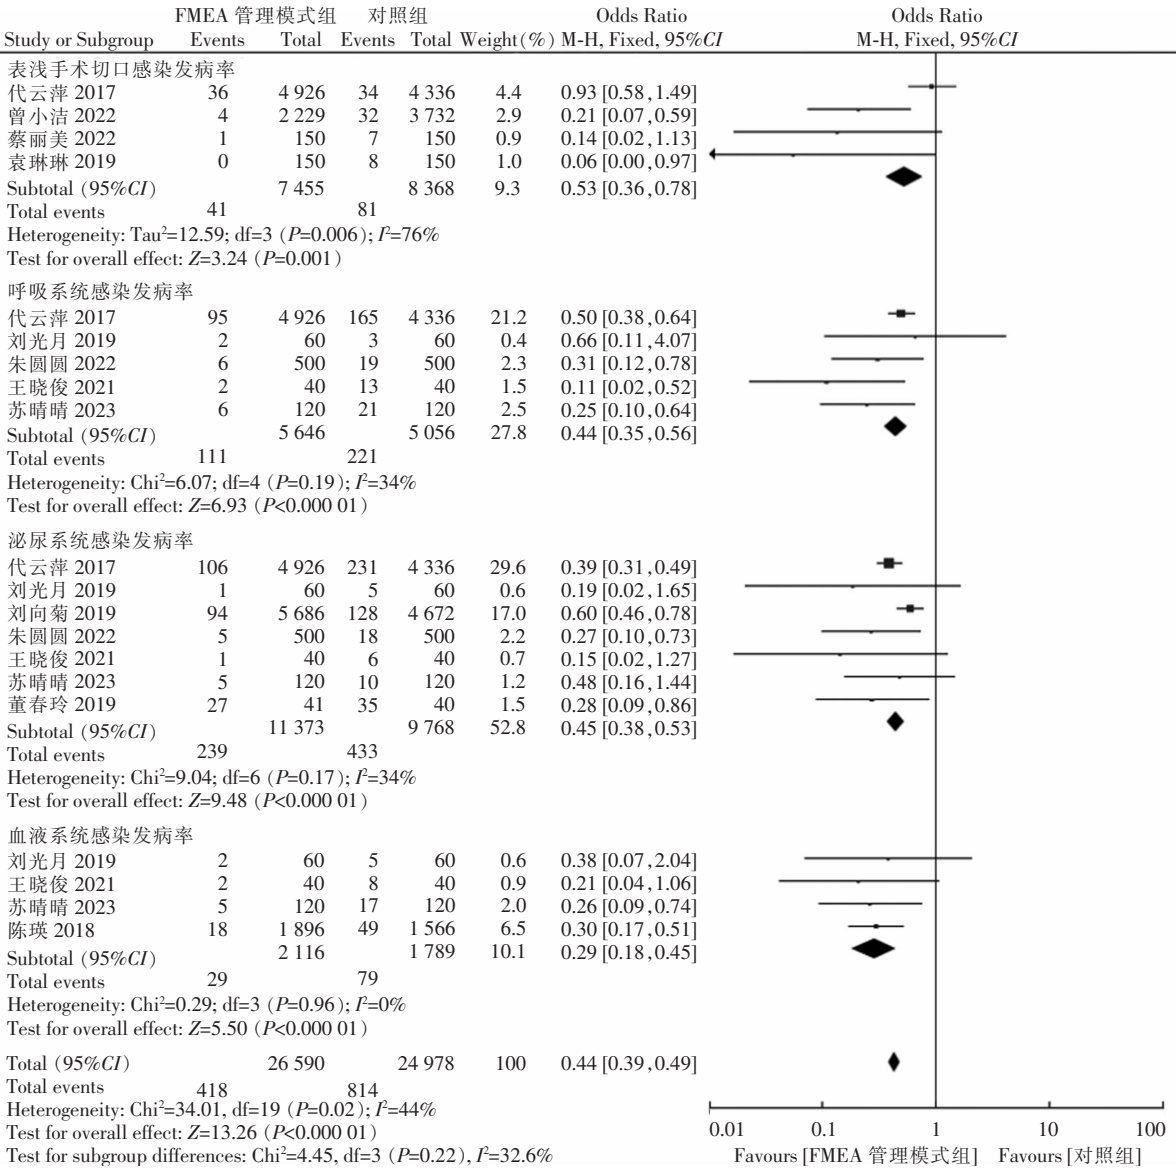 FMEA 管理模式组 对照组 Odds Ratio Odds Ratio
Study or Subgroup Events Total Events Total Weight(%) M-H, Fixed, 95%CI M-H, Fixed, 95%CI
表浅手术切口感染发病率
代云萍 2017 36 4 926 34 4 336 4.4 0.93 [0.58,1.49]
曾小洁 2022 4 2 229 32 3 732 2.9 0.21 [0.07,0.59]
蔡丽美 2022 1 150 7 150 0.9 0.14 [0.02,1.13]
袁琳琳 2019 0 150 8 150 1.0 0.06 [0.00,0.97]
Subtotal (95%CI) 7 455 8 368 9.3 0.53 [0.36,0.78]
Total events 41 81
Heterogeneity: Tau²=12.59; df=3 (P=0.006); I²=76%
Test for overall effect: Z=3.24 (P=0.001)
呼吸系统感染发病率
代云萍 2017 95 4 926 165 4 336 21.2 0.50 [0.38,0.64]
刘光月 2019 2 60 3 60 0.4 0.66 [0.11,4.07]
朱圆圆 2022 6 500 19 500 2.3 0.31 [0.12,0.78]
王晓俊 2021 2 40 13 40 1.5 0.11 [0.02,0.52]
苏晴晴 2023 6 120 21 120 2.5 0.25 [0.10,0.64]
Subtotal (95%CI) 5 646 5 056 27.8 0.44 [0.35,0.56]
Total events 111 221
Heterogeneity: Chi²=6.07; df=4 (P=0.19); I²=34%
Test for overall effect: Z=6.93 (P<0.000 01)
泌尿系统感染发病率
代云萍 2017 106 4 926 231 4 336 29.6 0.39 [0.31,0.49]
刘光月 2019 1 60 5 60 0.6 0.19 [0.02,1.65]
刘向菊 2019 94 5 686 128 4 672 17.0 0.60 [0.46,0.78]
朱圆圆 2022 5 500 18 500 2.2 0.27 [0.10,0.73]
王晓俊 2021 1 40 6 40 0.7 0.15 [0.02,1.27]
苏晴晴 2023 5 120 10 120 1.2 0.48 [0.16,1.44]
董春玲 2019 27 41 35 40 1.5 0.28 [0.09,0.86]
Subtotal (95%CI) 11 373 9 768 52.8 0.45 [0.38,0.53]
Total events 239 433
Heterogeneity: Chi²=9.04; df=6 (P=0.17); I²=34%
Test for overall effect: Z=9.48 (P<0.000 01)
血液系统感染发病率
刘光月 2019 2 60 5 60 0.6 0.38 [0.07,2.04]
王晓俊 2021 2 40 8 40 0.9 0.21 [0.04,1.06]
苏晴晴 2023 5 120 17 120 2.0 0.26 [0.09,0.74]
陈瑛 2018 18 1 896 49 1 566 6.5 0.30 [0.17,0.51]
Subtotal (95%CI) 2 116 1 789 10.1 0.29 [0.18,0.45]
Total events 29 79
Heterogeneity: Chi²=0.29; df=3 (P=0.96); I²=0%
Test for overall effect: Z=5.50 (P<0.000 01)
Total (95%CI) 26 590 24 978 100 0.44 [0.39,0.49]
Total events 418 814
Heterogeneity: Chi²=34.01, df=19 (P=0.02); I²=44%
Test for overall effect: Z=13.26 (P<0.000 01)
Test for subgroup differences: Chi²=4.45, df=3 (P=0.22), I²=32.6%
0.01 0.1 1 10 100
Favours [FMEA 管理模式组] Favours [对照组]